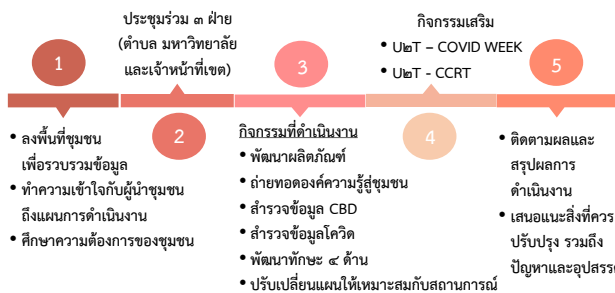 1
• ลงพื้นที่ชุมชน
เพื่อรวบรวมข้อมูล
• ทำความเข้าใจกับผู้นำชุมชน
ถึงแผนการดำเนินงาน
• ศึกษาความต้องการของชุมชน
ประชุมร่วม ๓ ฝ่าย
(ตำบล มหาวิทยาลัย
และเจ้าหน้าที่เขต)
2
3
กิจกรรมที่ดำเนินงาน
• พัฒนาผลิตภัณฑ์
• ถ่ายทอดองค์ความรู้สู่ชุมชน
• สำรวจข้อมูล CBD
• สำรวจข้อมูลโควิด
• พัฒนาทักษะ ๔ ด้าน
• ปรับเปลี่ยนแผนให้เหมาะสมกับสถานการณ์
กิจกรรมเสริม
• U๒T – COVID WEEK
• U๒T - CCRT
4
5
• ติดตามผลและ
สรุปผลการ
ดำเนินงาน
• เสนอแนะสิ่งที่ควร
ปรับปรุง รวมถึง
ปัญหาและอุปสรร